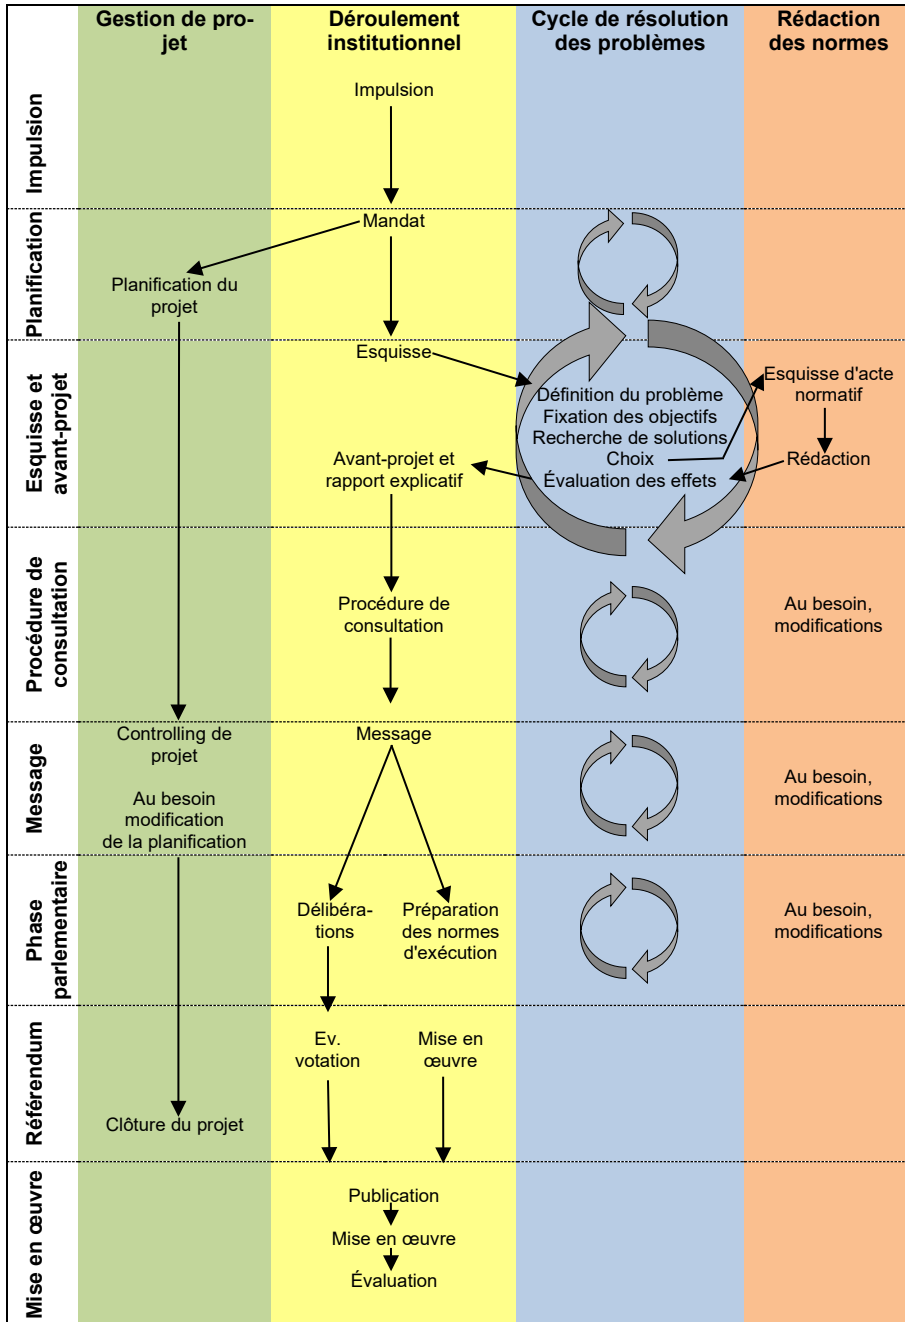 Gestion de pro-
jet
Déroulement
institutionnel
Cycle de résolution
des problèmes
Rédaction
des normes
Impulsion
Impulsion
Planification
Mandat
Planification du
projet
Esquisse et
avant-projet
Esquisse
Définition du problème
Fixation des objectifs
Recherche de solutions
Choix
Évaluation des effets
Esquisse d'acte
normatif
Rédaction
Avant-projet et
rapport explicatif
Procédure de
consultation
Procédure de
consultation
Au besoin,
modifications
Message
Controlling de
projet
Au besoin
modification
de la planification
Message
Au besoin,
modifications
Phase
parlementaire
Délibéra-
tions
Préparation
des normes
d'exécution
Au besoin,
modifications
Référendum
Ev.
votation
Mise en
œuvre
Clôture du projet
Mise en œuvre
Publication
Mise en œuvre
Évaluation